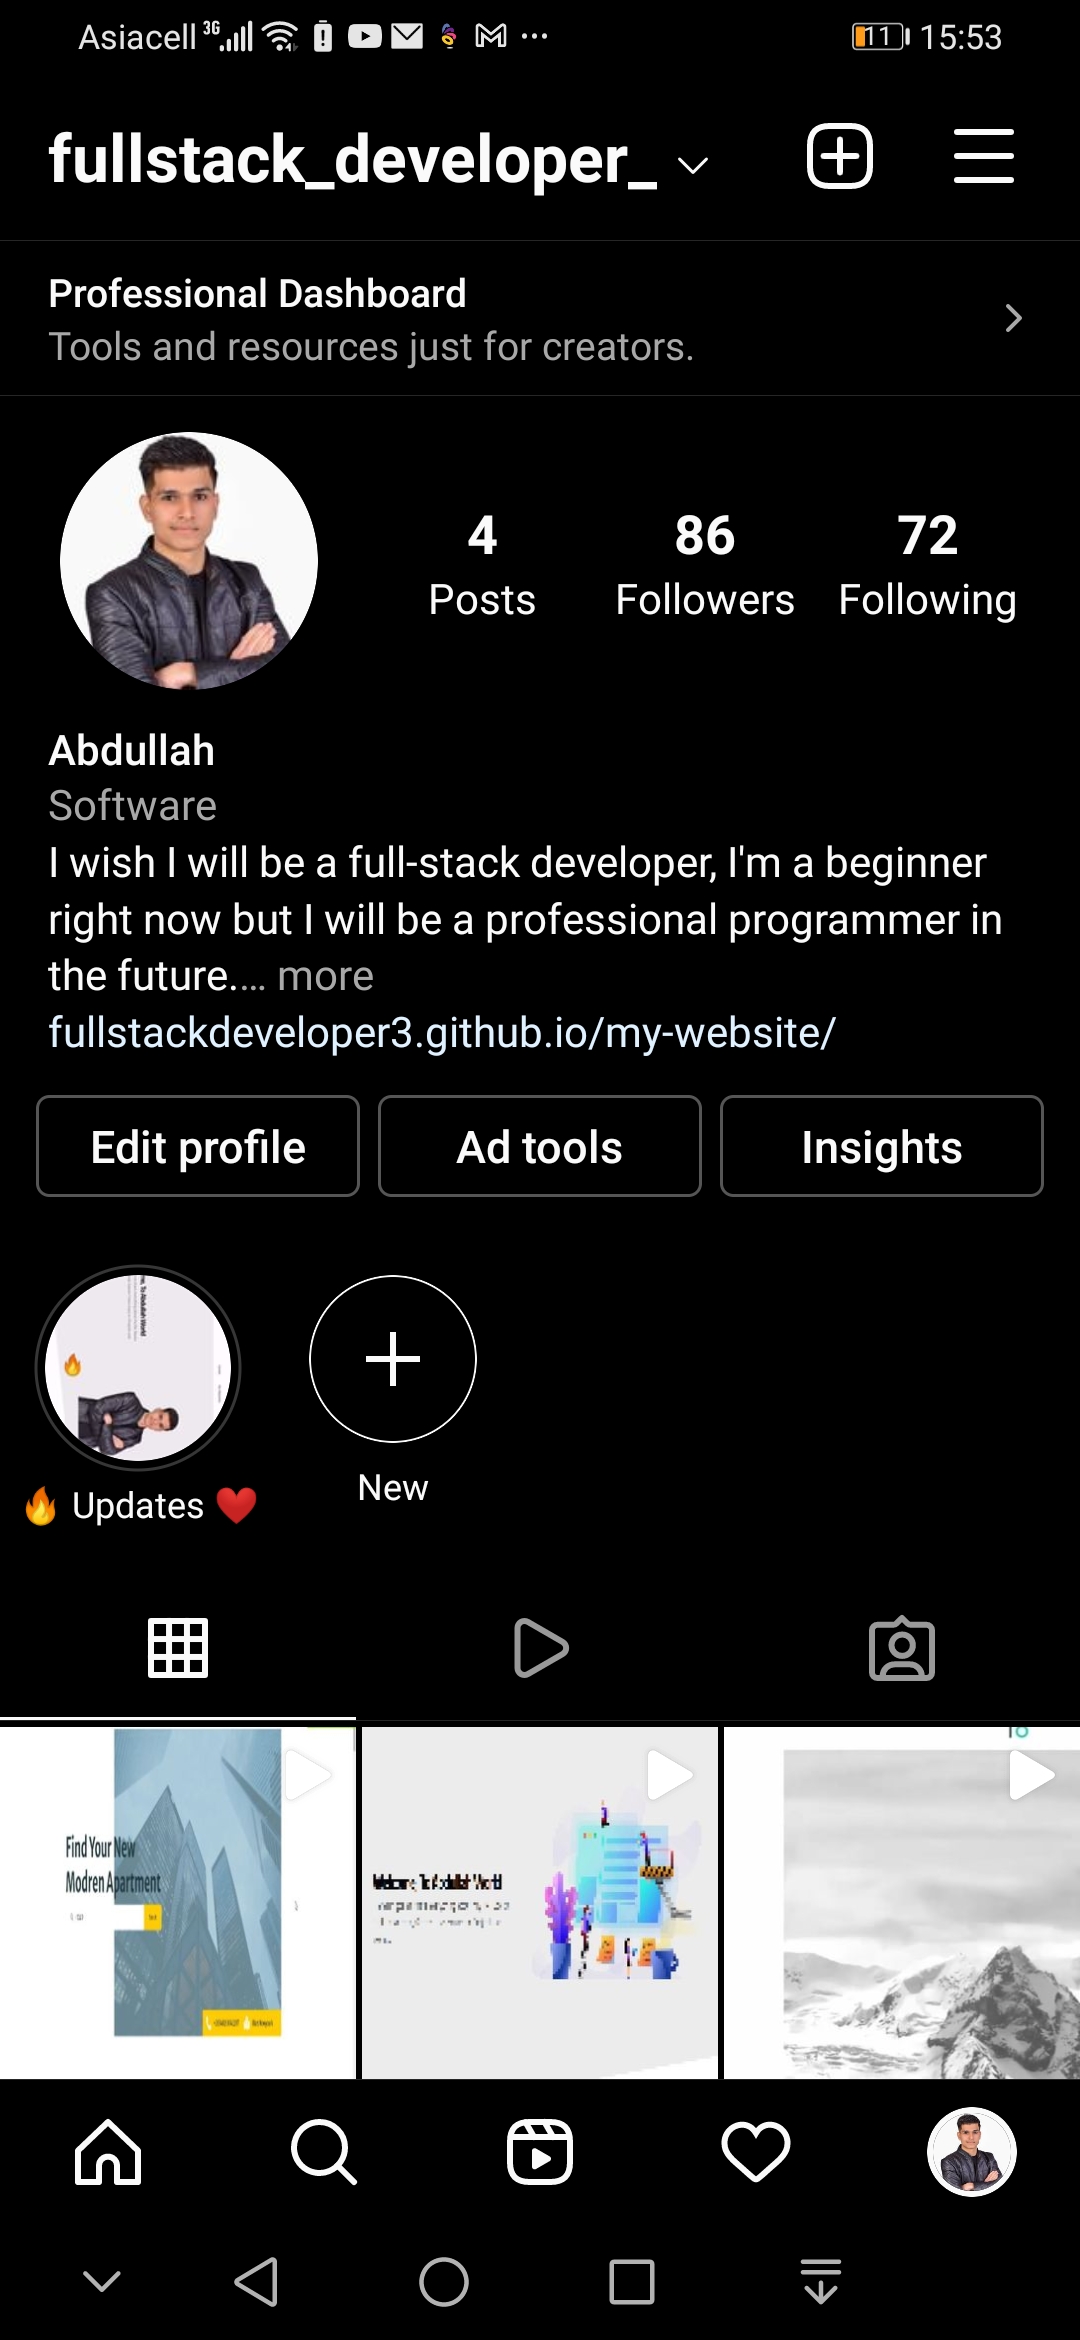 Asiacell 3G 11 15:53
fullstack_developer_
Professional Dashboard
Tools and resources just for creators.
4 86 72
Posts Followers Following
Abdullah
Software
I wish I will be a full-stack developer, I'm a beginner
right now but I will be a professional programmer in
the future.... more
fullstackdeveloper3.github.io/my-website/
Edit profile Ad tools Insights
🔥 Updates ❤️ New
Find Your New
Modren Apartment
Welcome, To Abdullah World